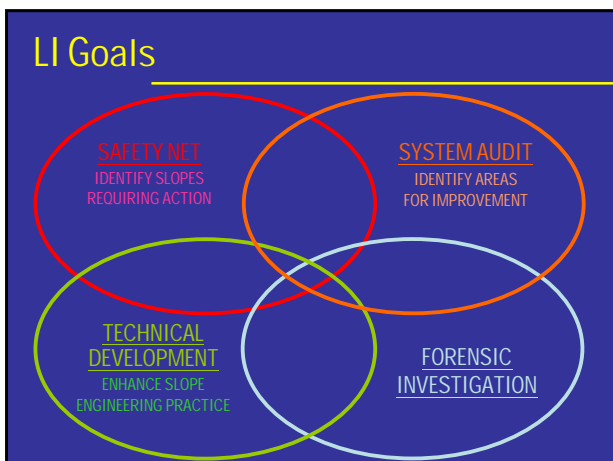 LI Goals
SAFETY NET
IDENTIFY SLOPES
REQUIRING ACTION
SYSTEM AUDIT
IDENTIFY AREAS
FOR IMPROVEMENT
TECHNICAL
DEVELOPMENT
ENHANCE SLOPE
ENGINEERING PRACTICE
FORENSIC
INVESTIGATION